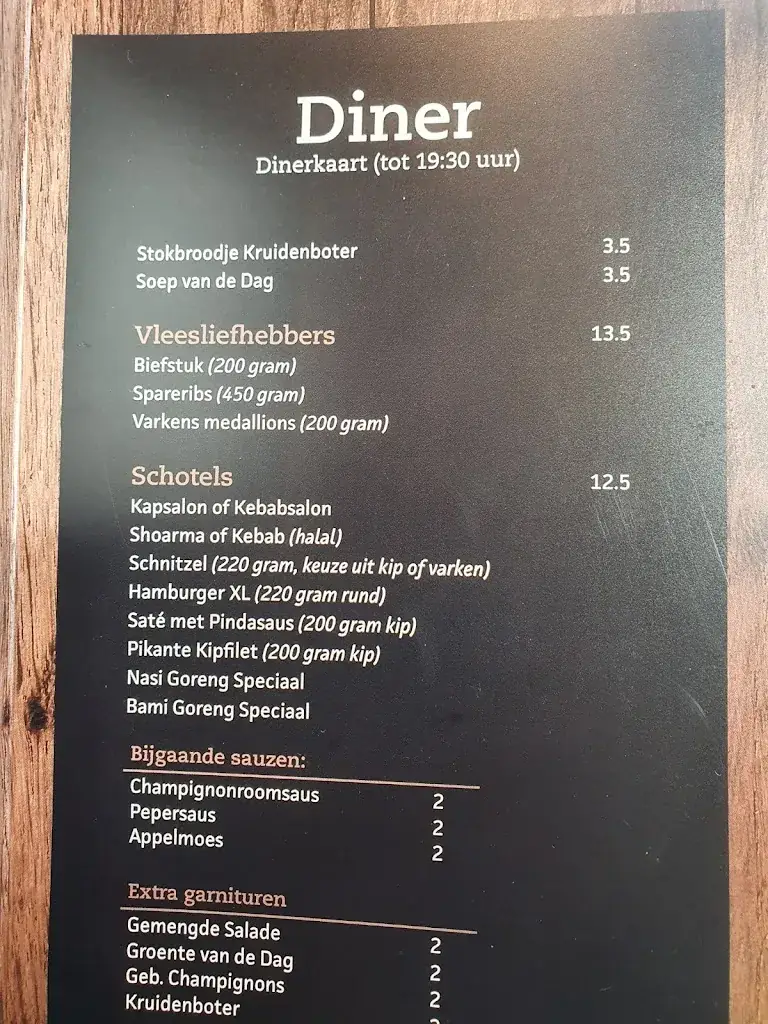 Diner
Dinerkaart (tot 19:30 uur)
Stokbroodje Kruidenboter 3.5
Soep van de Dag 3.5
Vleesliefhebbers 13.5
Biefstuk (200 gram)
Spareribs (450 gram)
Varkens medallions (200 gram)
Schotels 12.5
Kapsalon of Kebabsalon
Shoarma of Kebab (halal)
Schnitzel (220 gram, keuze uit kip of varken)
Hamburger XL (220 gram rund)
Saté met Pindasaus (200 gram kip)
Pikante Kipfilet (200 gram kip)
Nasi Goreng Speciaal
Bami Goreng Speciaal
Bijgaande sauzen:
Champignonroomsaus 2
Pepersaus 2
Appelmoes 2
Extra garnituren
Gemengde Salade 2
Groente van de Dag 2
Geb. Champignons 2
Kruidenboter